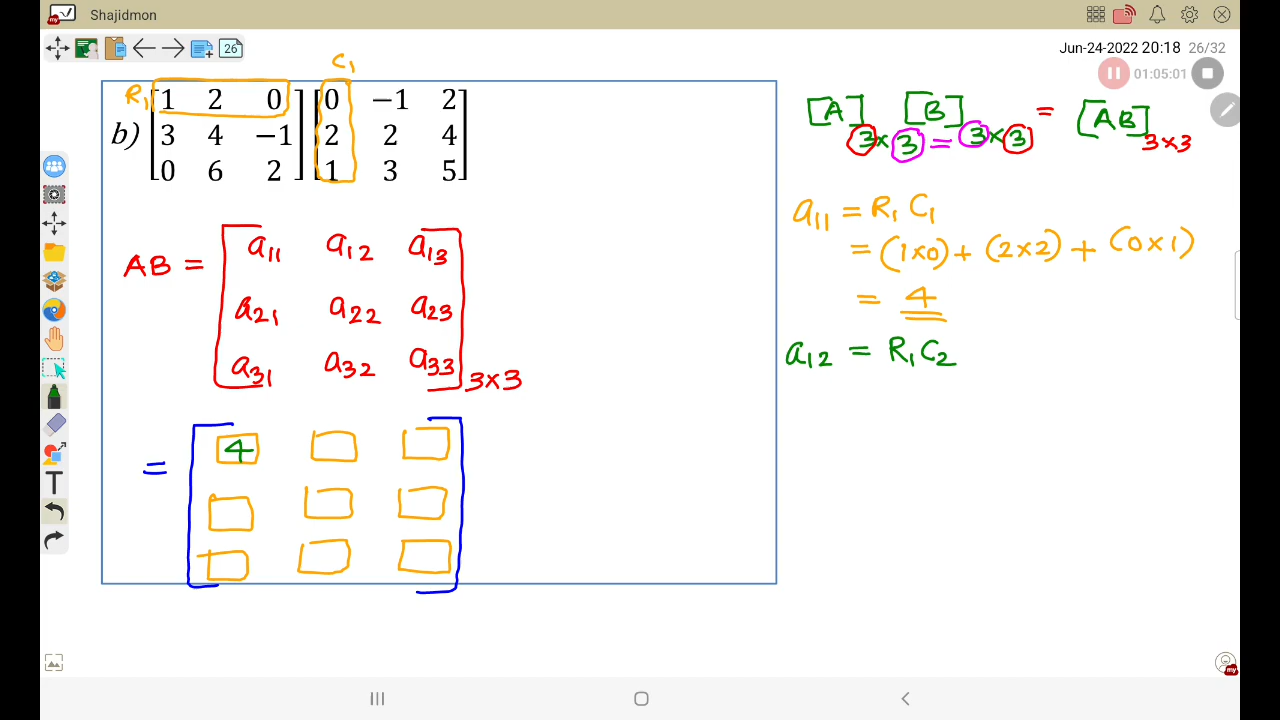 Shajidmon
26
Jun-24-2022 20:18 26/32
01:05:01
C₁
R₁
b) [1 2 0] [0 −1 2]
[3 4 −1] [2 2 4]
[0 6 2] [1 3 5]
AB = [a₁₁ a₁₂ a₁₃]
[a₂₁ a₂₂ a₂₃]
[a₃₁ a₃₂ a₃₃] 3×3
= [4]
[A] 3×3 = [B] 3×3 = [AB] 3×3
a₁₁ = R₁ C₁
= (1×0) + (2×2) + (0×1)
= 4
a₁₂ = R₁C₂
T
my
my